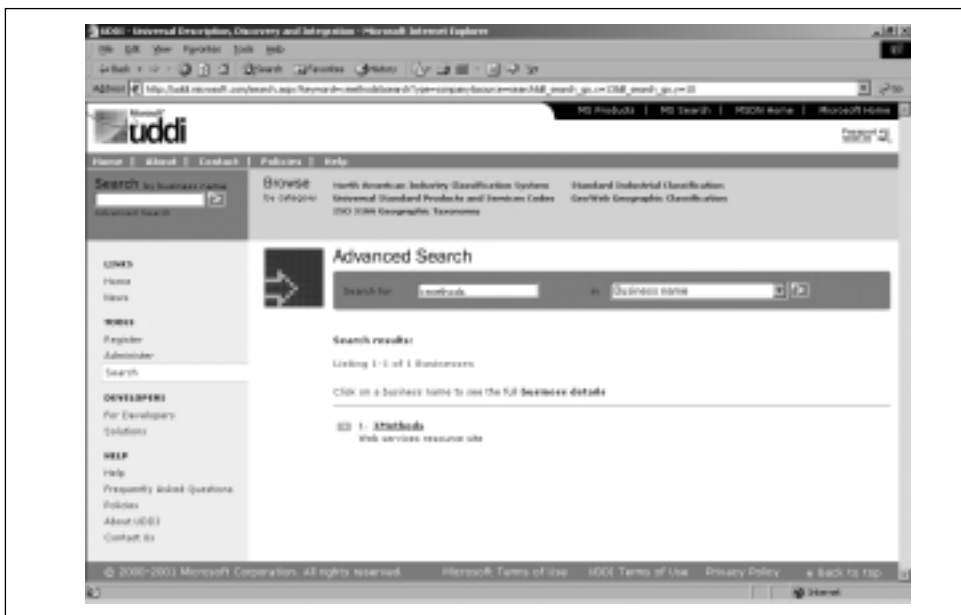 UDDI - Universal Description, Discovery and Integration - Microsoft Internet Explorer
File Edit View Favorites Tools Help
Back Search Favorites History
Address
MS Products | MS Search | MSDN Home | Microsoft Home
Microsoft
uddi
Home | About | Contact | Policies | Help
Search by business name
Advanced Search
Browse
by category
North American Industry Classification System
Universal Standard Products and Services Codes
ISO 3166 Geographic Taxonomy
Standard Industrial Classification
GeoWeb Geographic Classification
LINKS
Home
News
TOOLS
Register
Administer
Search
DEVELOPERS
For Developers
Solutions
HELP
Help
Frequently Asked Questions
Policies
About UDDI
Contact Us
Advanced Search
Search for xmethods in Business name
Search results:
Listing 1-1 of 1 Businesses
Click on a business name to see the full business details
1. XMethods
Web services resource site
© 2000-2001 Microsoft Corporation. All rights reserved. Microsoft Terms of Use UDDI Terms of Use Privacy Policy Back to top
Internet